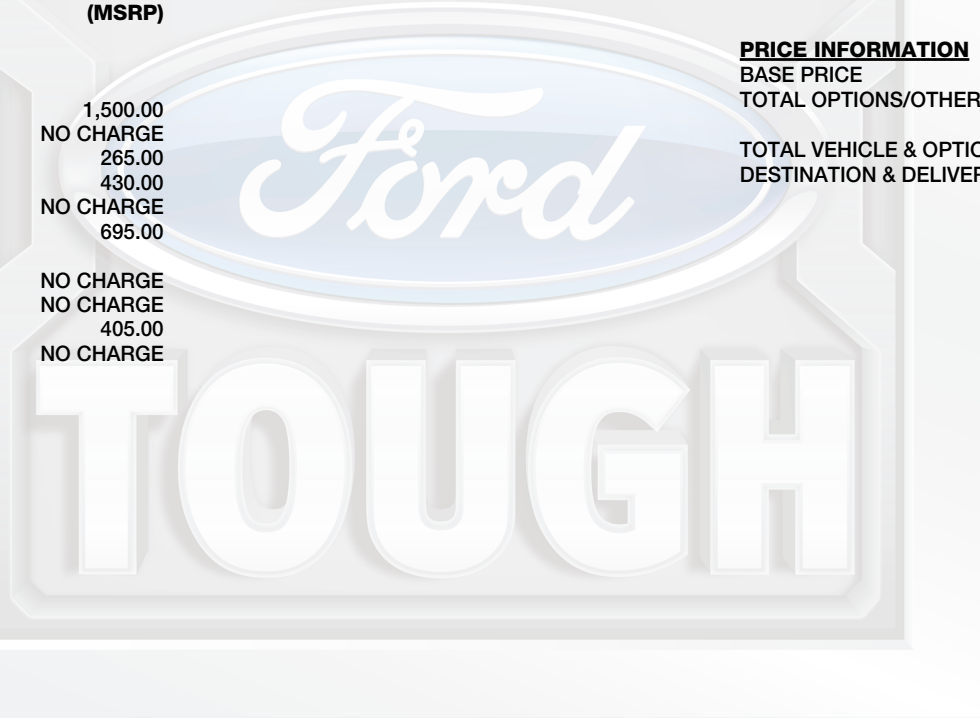 (MSRP)
1,500.00
NO CHARGE
265.00
430.00
NO CHARGE
695.00
NO CHARGE
NO CHARGE
405.00
NO CHARGE
PRICE INFORMATION
BASE PRICE
TOTAL OPTIONS/OTHER
TOTAL VEHICLE & OPTIO
DESTINATION & DELIVER
Ford
TOUGH